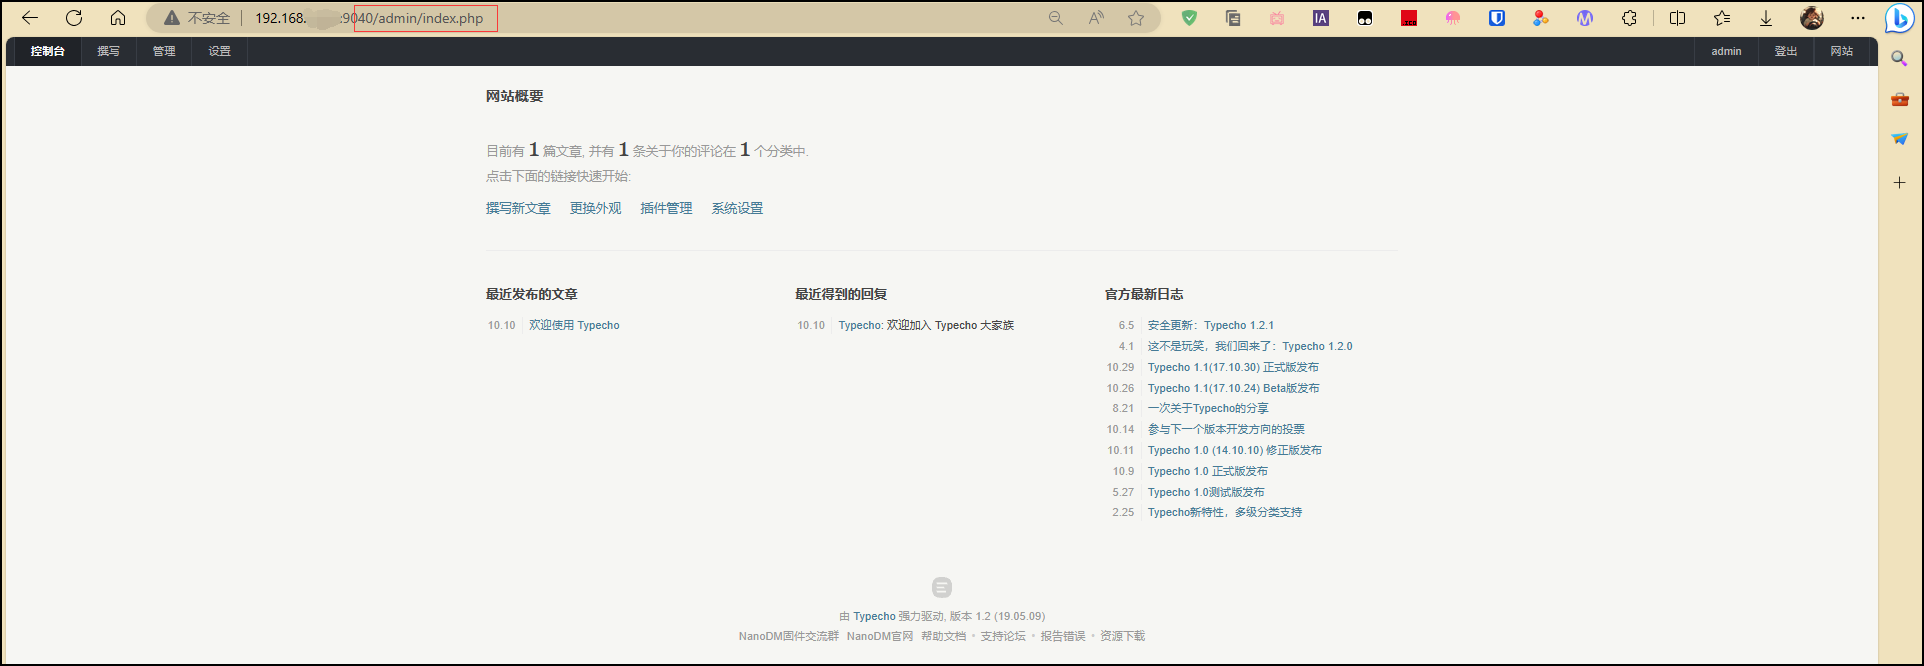 不安全 192.168. :9040/admin/index.php
控制台 撰写 管理 设置 admin 登出 网站
网站概要
目前有 1 篇文章, 并有 1 条关于你的评论在 1 个分类中.
点击下面的链接快速开始:
撰写新文章 更换外观 插件管理 系统设置
最近发布的文章
10.10 欢迎使用 Typecho
最近得到的回复
10.10 Typecho: 欢迎加入 Typecho 大家族
官方最新日志
6.5 安全更新：Typecho 1.2.1
4.1 这不是玩笑，我们回来了：Typecho 1.2.0
10.29 Typecho 1.1(17.10.30) 正式版发布
10.26 Typecho 1.1(17.10.24) Beta版发布
8.21 一次关于Typecho的分享
10.14 参与下一个版本开发方向的投票
10.11 Typecho 1.0 (14.10.10) 修正版发布
10.9 Typecho 1.0 正式版发布
5.27 Typecho 1.0测试版发布
2.25 Typecho新特性，多级分类支持
由 Typecho 强力驱动, 版本 1.2 (19.05.09)
NanoDM固件交流群 NanoDM官网 帮助文档 • 支持论坛 • 报告错误 • 资源下载